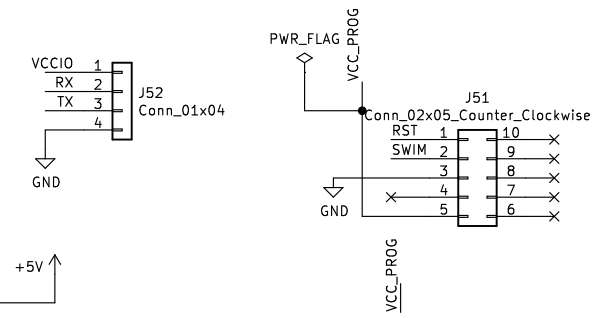 VCCIO 1
RX 2
TX 3
4
J52
Conn_01x04
GND
+5V
PWR_FLAG
VCC_PROG
J51
Conn_02x05_Counter_Clockwise
RST 1 10
SWIM 2 9
3 8
4 7
5 6
GND
VCC_PROG